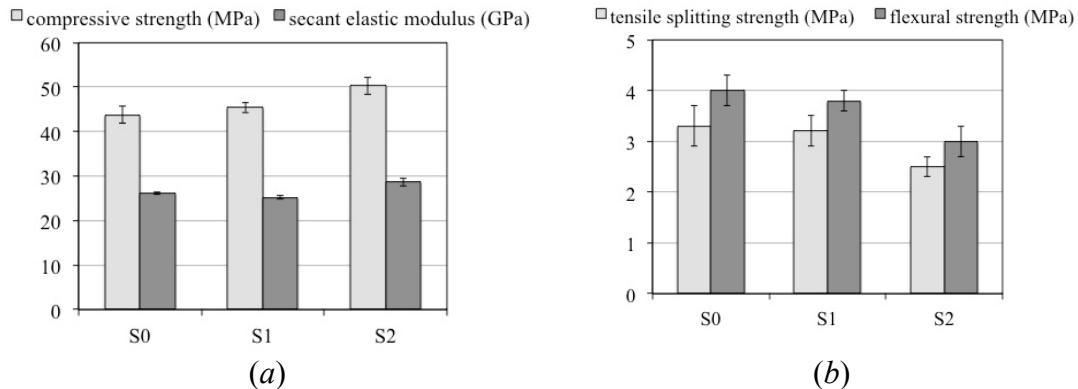 compressive strength (MPa) secant elastic modulus (GPa)
60
50
40
30
20
10
0
S0 S1 S2
(a)
tensile splitting strength (MPa) flexural strength (MPa)
5
4
3
2
1
0
S0 S1 S2
(b)